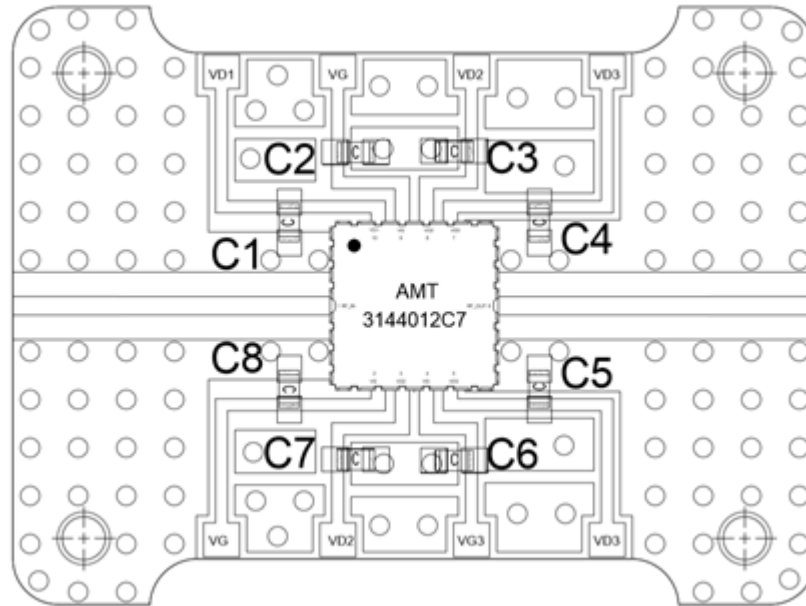 VD1 VG VD2 VD3
C2 C C C3
C C
C1 C4
AMT
3144012C7
C8 C5
C C
C7 C C C6
VG VD2 VG3 VD3